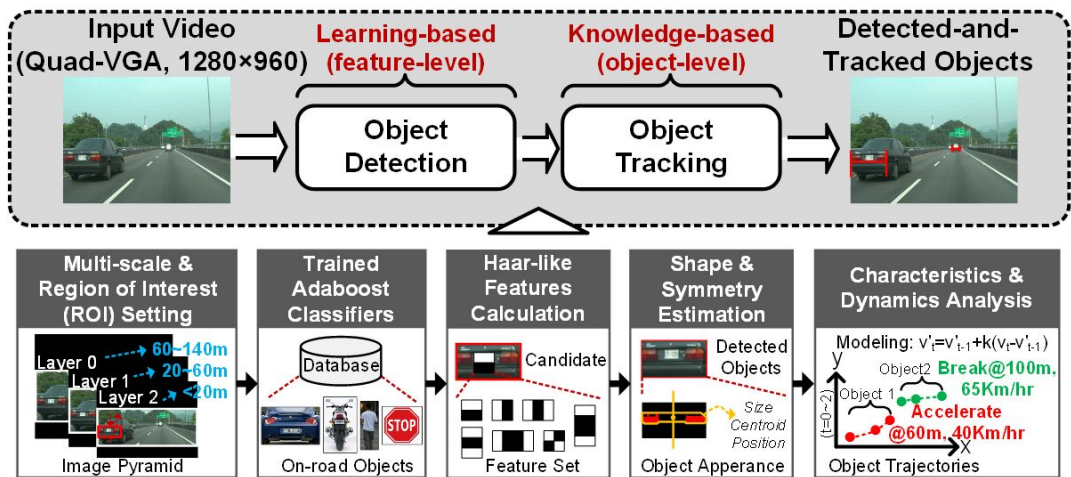 Input Video
(Quad-VGA, 1280×960)
Learning-based
(feature-level)
Knowledge-based
(object-level)
Detected-and-
Tracked Objects
Object
Detection
Object
Tracking
Multi-scale &
Region of Interest
(ROI) Setting
Layer 0
60~140m
Layer 1
20~60m
Layer 2
<20m
Image Pyramid
Trained
Adaboost
Classifiers
Database
STOP
On-road Objects
Haar-like
Features
Calculation
Candidate
Feature Set
Shape &
Symmetry
Estimation
Detected
Objects
Size
Centroid
Position
Object Apperance
Characteristics &
Dynamics Analysis
Modeling: v't=v't-1+k(vt-v't-1)
y
(t=0~2)
Object2
Break@100m,
65Km/hr
Object 1
Accelerate
@60m, 40Km/hr
X
Object Trajectories